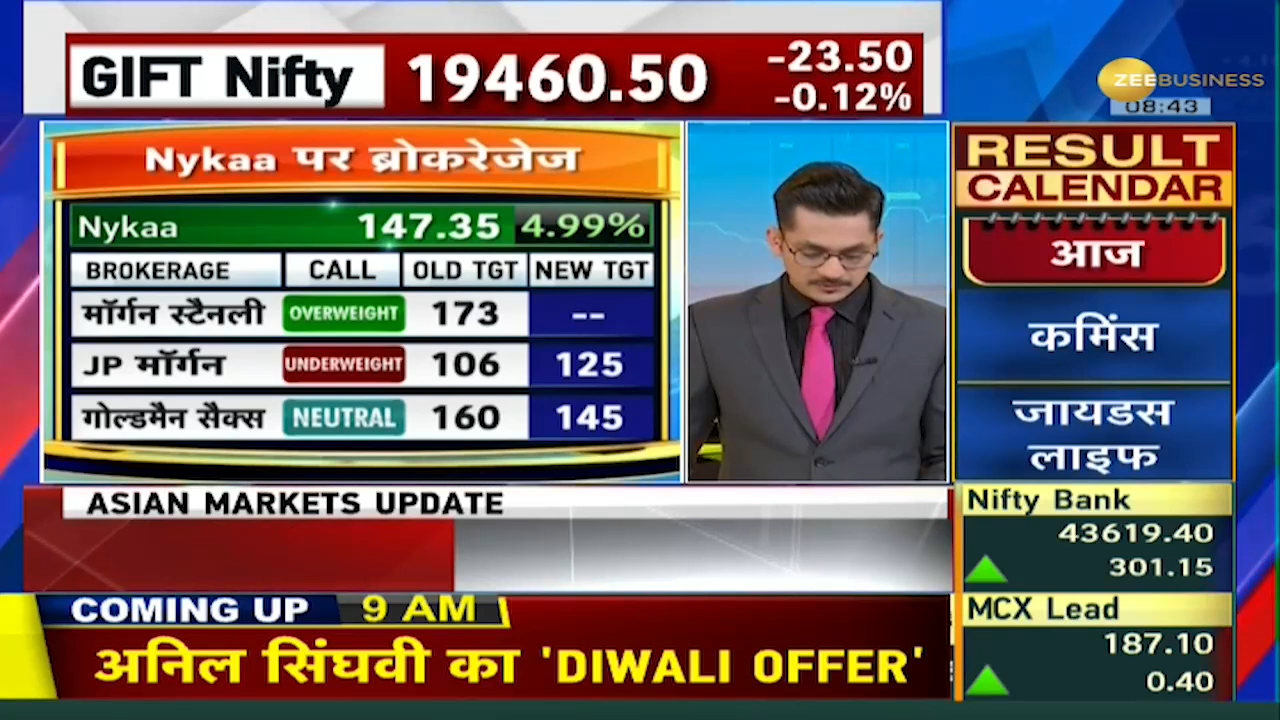 GIFT Nifty
19460.50
-23.50
-0.12%
ZEEBUSINESS
08:43
Nykaa पर ब्रोकरेजेज
Nykaa 147.35 4.99%
BROKERAGE CALL OLD TGT NEW TGT
मॉर्गन स्टैनली OVERWEIGHT 173 --
JP मॉर्गन UNDERWEIGHT 106 125
गोल्डमैन सैक्स NEUTRAL 160 145
RESULT
CALENDAR
आज
कमिंस
जायडस
लाइफ
ASIAN MARKETS UPDATE
Nifty Bank
43619.40
301.15
MCX Lead
187.10
0.40
COMING UP 9 AM
अनिल सिंघवी का 'DIWALI OFFER'